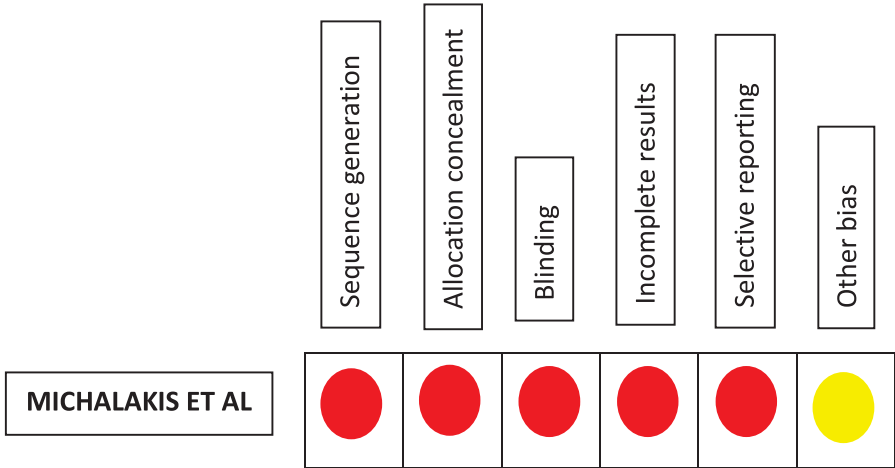 Sequence generation
Allocation concealment
Blinding
Incomplete results
Selective reporting
Other bias
MICHALAKIS ET AL